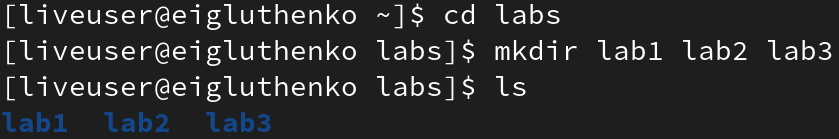 [liveuser@eigluthenko ~]$ cd labs
[liveuser@eigluthenko labs]$ mkdir lab1 lab2 lab3
[liveuser@eigluthenko labs]$ ls
lab1  lab2  lab3